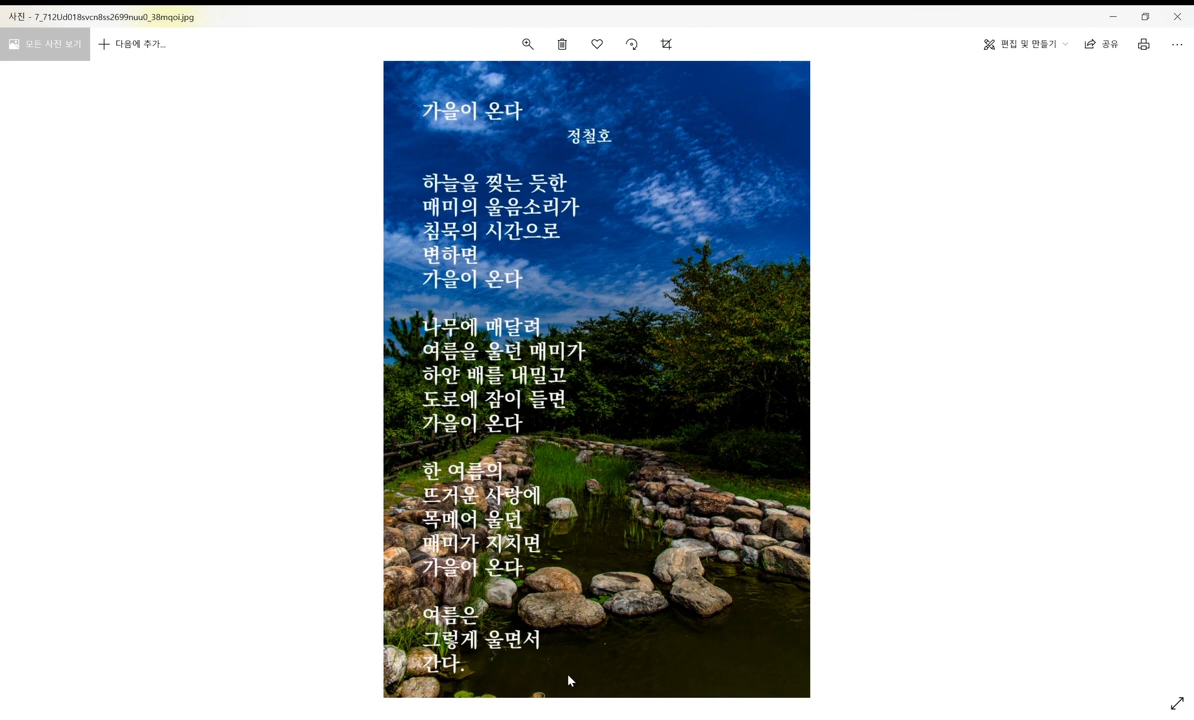 사진 - 7_712Ud018svcn8ss2699nuu0_38mqoi.jpg
모든 사진 보기
다음에 추가...
편집 및 만들기
공유
가을이 온다
정철호
하늘을 찢는 듯한
매미의 울음소리가
침묵의 시간으로
변하면
가을이 온다
나무에 매달려
여름을 울던 매미가
하얀 배를 내밀고
도로에 잠이 들면
가을이 온다
한 여름의
뜨거운 사랑에
목메어 울던
매미가 지치면
가을이 온다
여름은
그렇게 울면서
간다.